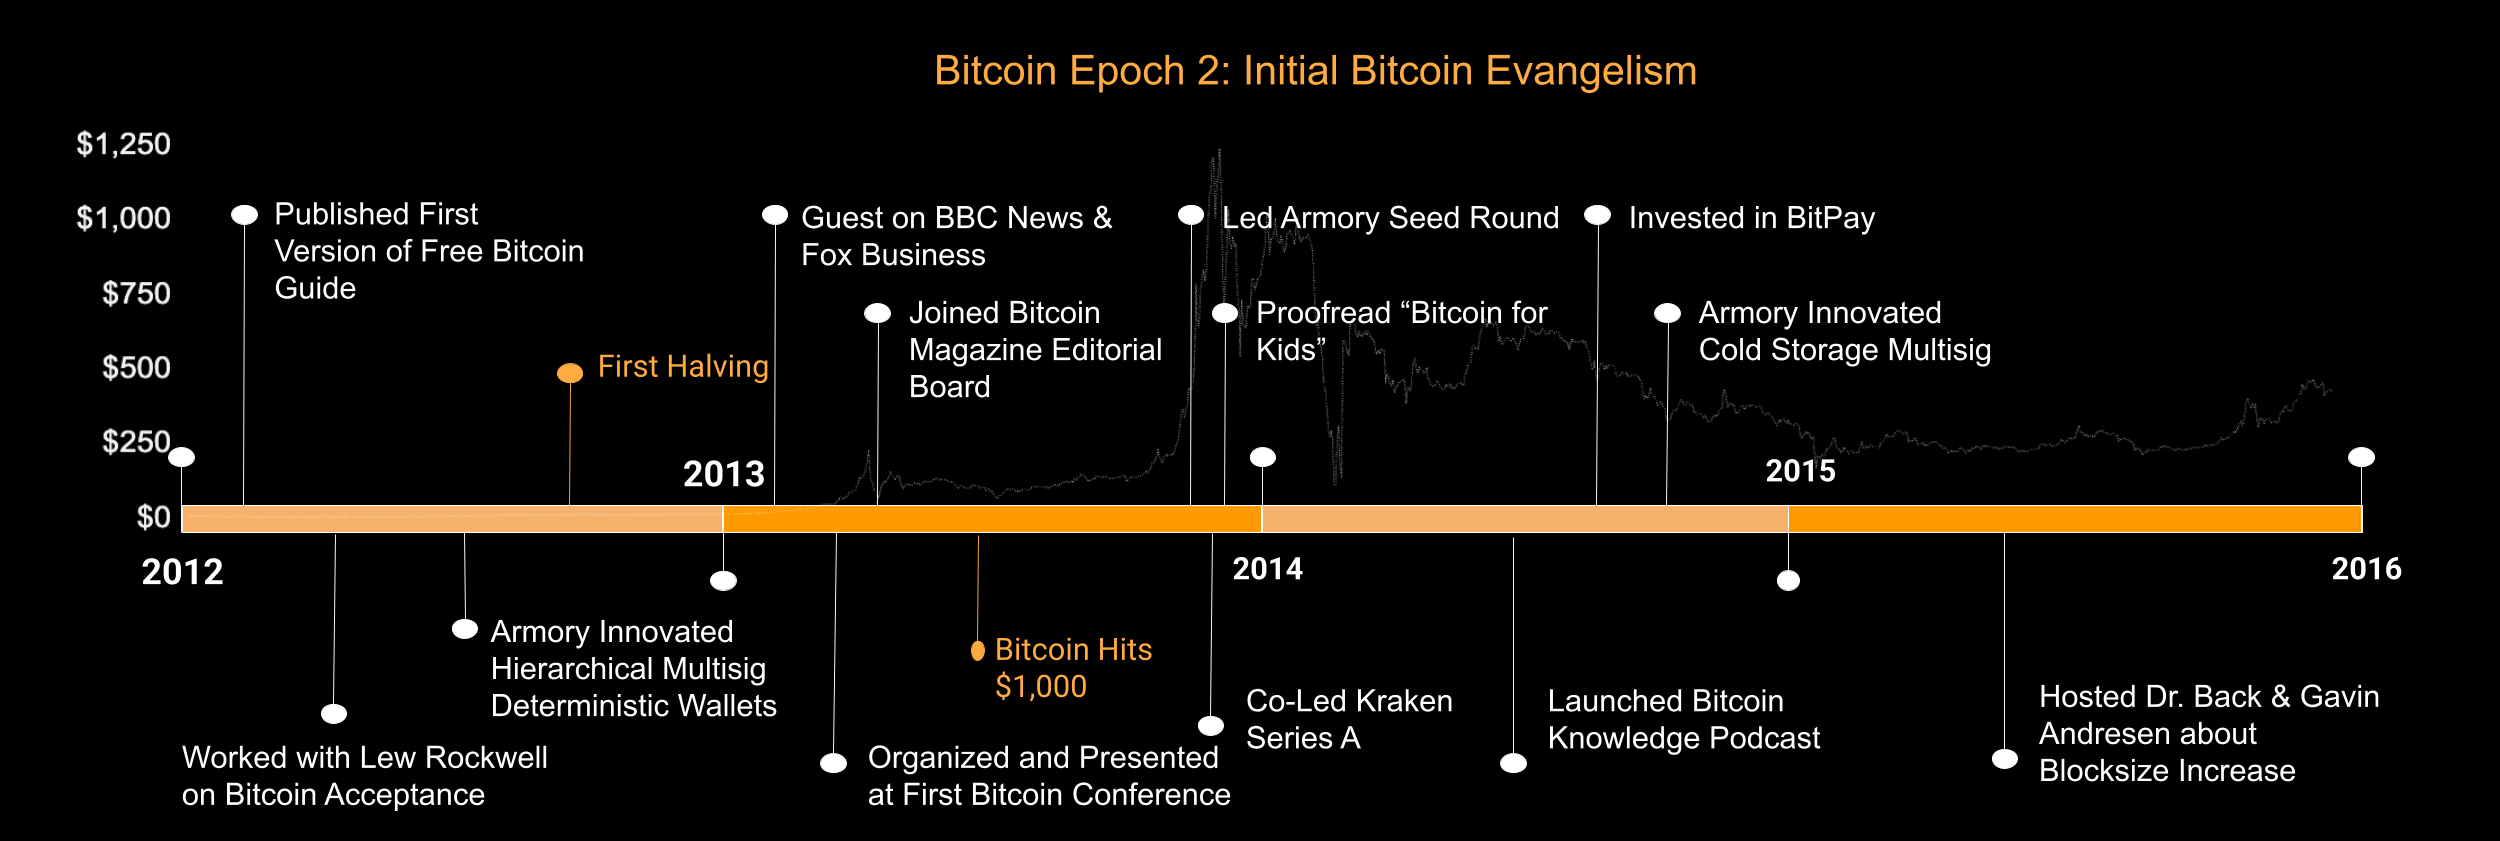 Bitcoin Epoch 2: Initial Bitcoin Evangelism
$1,250
$1,000
$750
$500
$250
$0
Published First
Version of Free Bitcoin
Guide
First Halving
Guest on BBC News &
Fox Business
Joined Bitcoin
Magazine Editorial
Board
Led Armory Seed Round
Proofread “Bitcoin for
Kids”
Invested in BitPay
Armory Innovated
Cold Storage Multisig
2012
2013
2014
2015
2016
Worked with Lew Rockwell
on Bitcoin Acceptance
Armory Innovated
Hierarchical Multisig
Deterministic Wallets
Organized and Presented
at First Bitcoin Conference
Bitcoin Hits
$1,000
Co-Led Kraken
Series A
Launched Bitcoin
Knowledge Podcast
Hosted Dr. Back & Gavin
Andresen about
Blocksize Increase